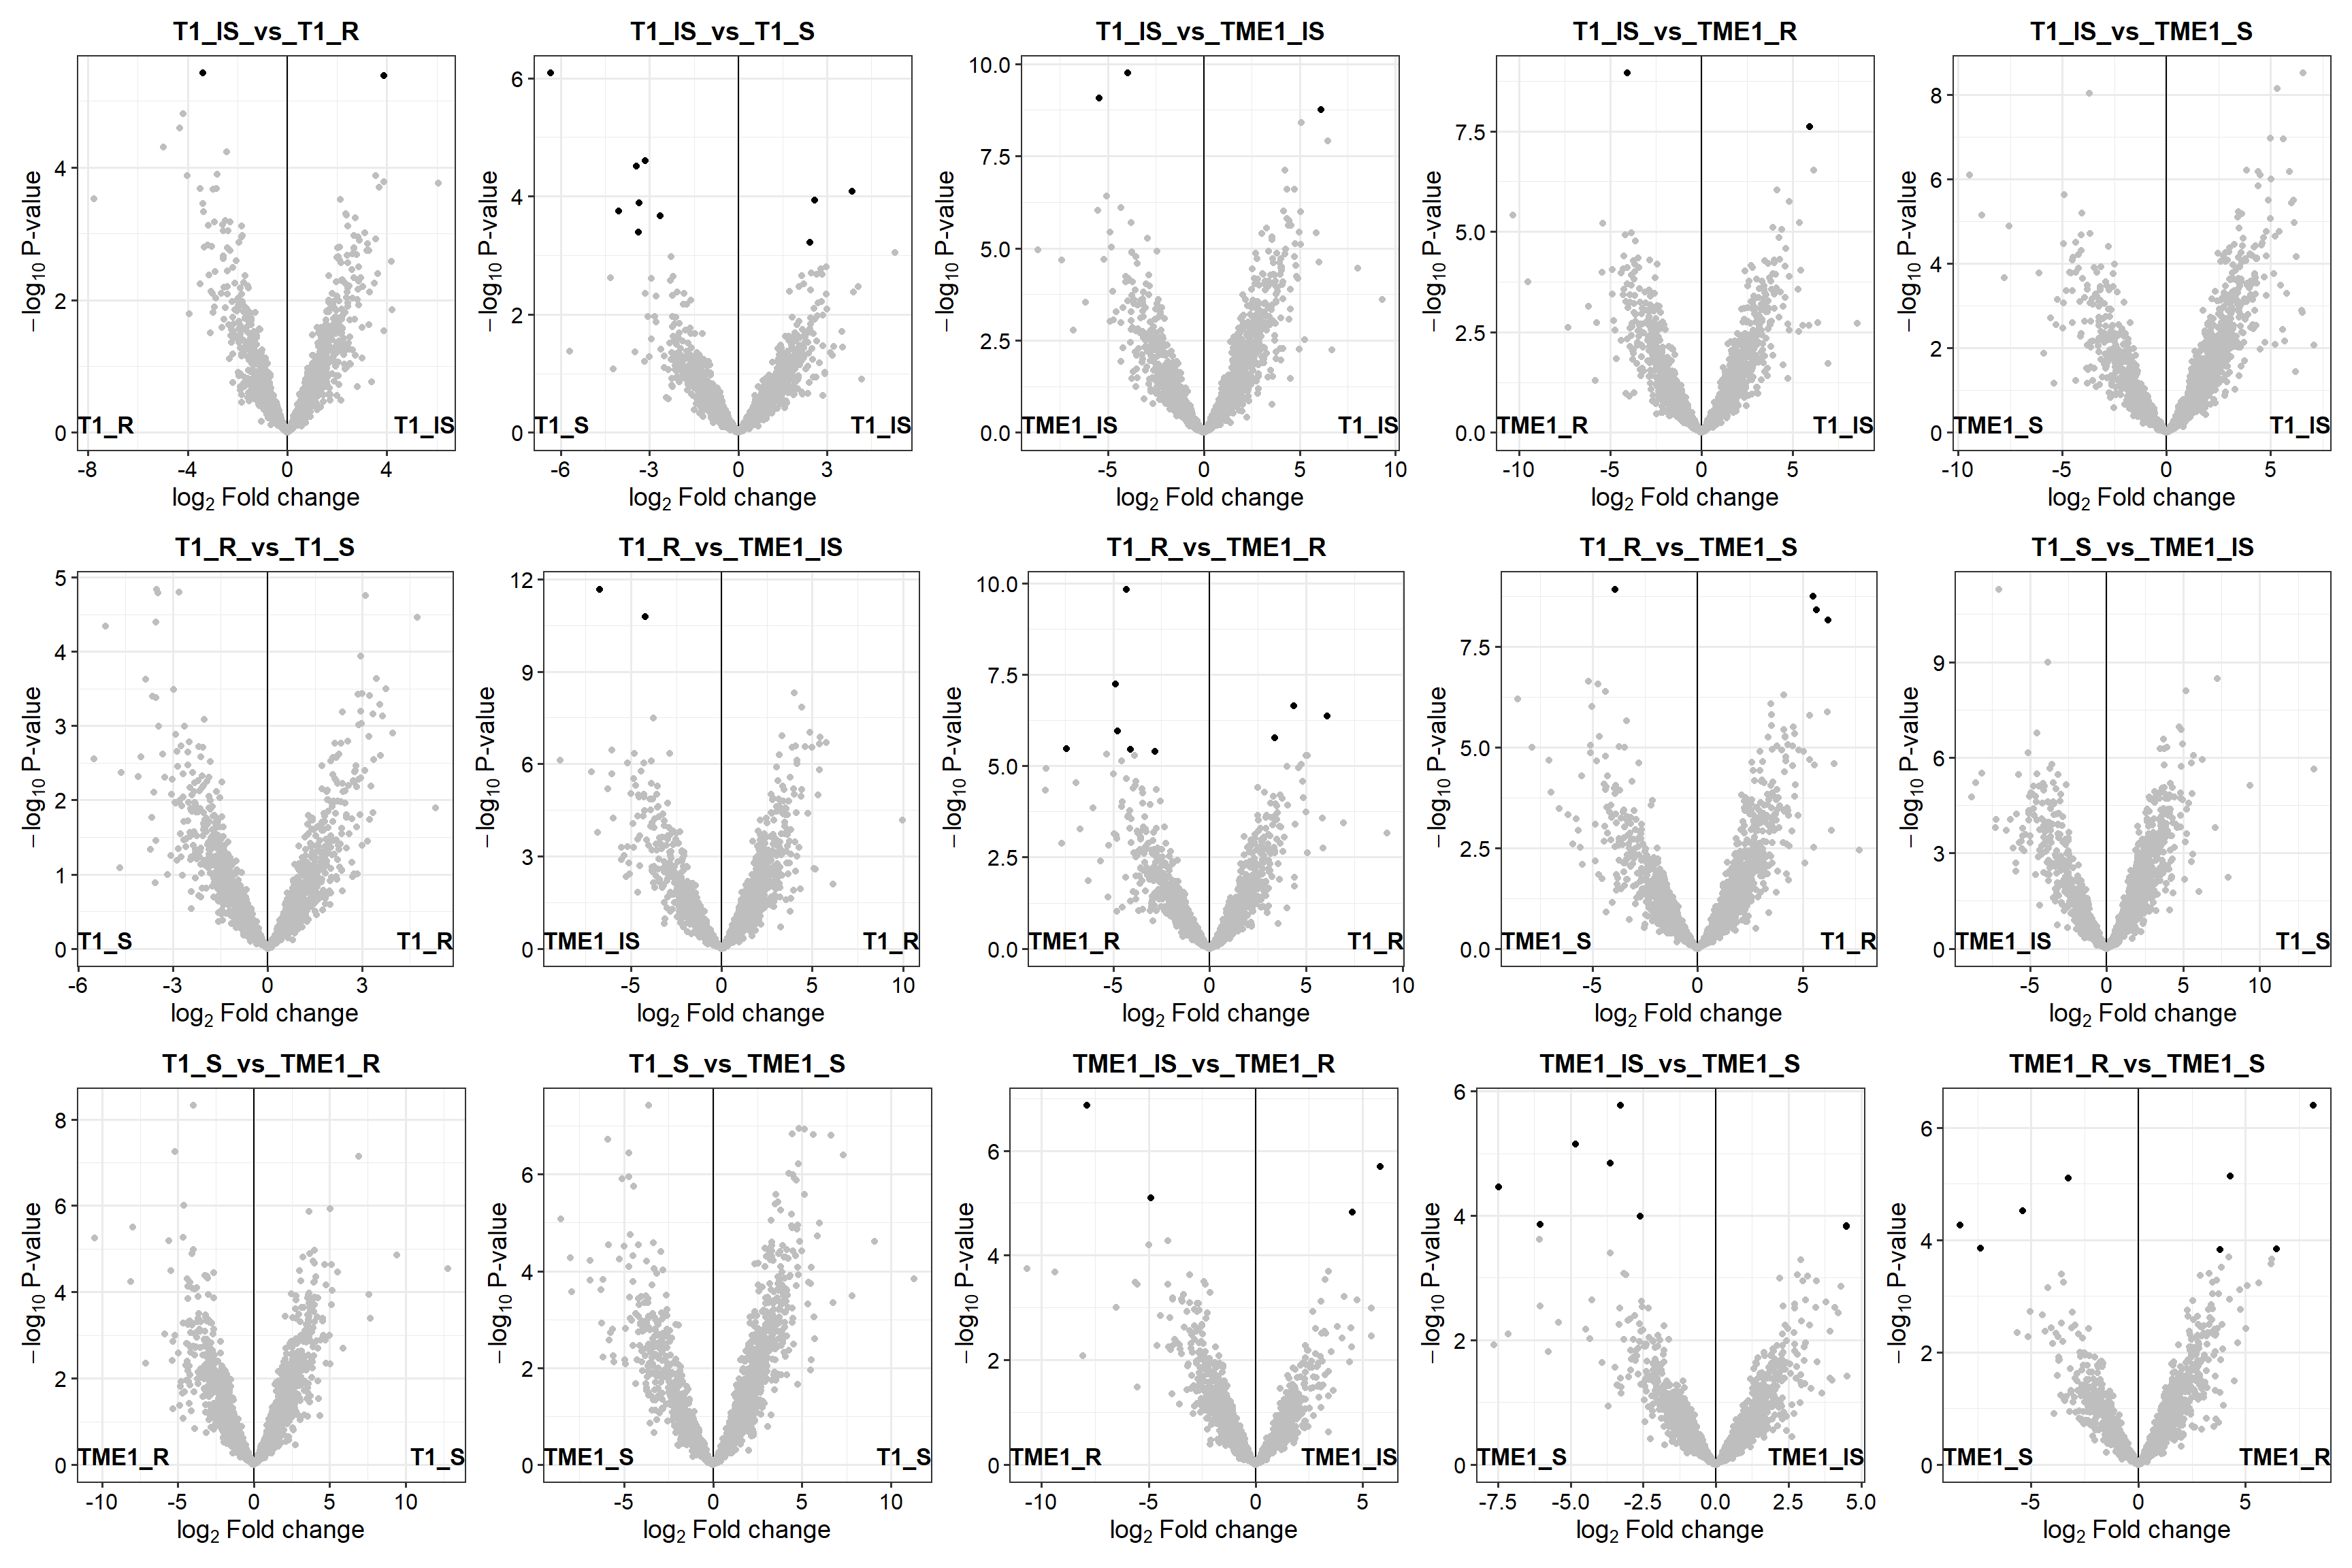 T1_IS_vs_T1_R
T1_IS_vs_T1_S
T1_IS_vs_TME1_IS
T1_IS_vs_TME1_R
T1_IS_vs_TME1_S
−log10 P-value
4
2
0
T1_R
T1_IS
-8 -4 0 4
log2 Fold change
−log10 P-value
6
4
2
0
T1_S
T1_IS
-6 -3 0 3
log2 Fold change
−log10 P-value
10.0
7.5
5.0
2.5
0.0
TME1_IS
T1_IS
-5 0 5 10
log2 Fold change
−log10 P-value
7.5
5.0
2.5
0.0
TME1_R
T1_IS
-10 -5 0 5
log2 Fold change
−log10 P-value
8
6
4
2
0
TME1_S
T1_IS
-10 -5 0 5
log2 Fold change
T1_R_vs_T1_S
T1_R_vs_TME1_IS
T1_R_vs_TME1_R
T1_R_vs_TME1_S
T1_S_vs_TME1_IS
−log10 P-value
5
4
3
2
1
0
T1_S
T1_R
-6 -3 0 3
log2 Fold change
−log10 P-value
12
9
6
3
0
TME1_IS
T1_R
-5 0 5 10
log2 Fold change
−log10 P-value
10.0
7.5
5.0
2.5
0.0
TME1_R
T1_R
-5 0 5 10
log2 Fold change
−log10 P-value
7.5
5.0
2.5
0.0
TME1_S
T1_R
-5 0 5
log2 Fold change
−log10 P-value
9
6
3
0
TME1_IS
T1_S
-5 0 5 10
log2 Fold change
T1_S_vs_TME1_R
T1_S_vs_TME1_S
TME1_IS_vs_TME1_R
TME1_IS_vs_TME1_S
TME1_R_vs_TME1_S
−log10 P-value
8
6
4
2
0
TME1_R
T1_S
-10 -5 0 5 10
log2 Fold change
−log10 P-value
6
4
2
0
TME1_S
T1_S
-5 0 5 10
log2 Fold change
−log10 P-value
6
4
2
0
TME1_R
TME1_IS
-10 -5 0 5
log2 Fold change
−log10 P-value
6
4
2
0
TME1_S
TME1_IS
-7.5 -5.0 -2.5 0.0 2.5 5.0
log2 Fold change
−log10 P-value
6
4
2
0
TME1_S
TME1_R
-5 0 5
log2 Fold change